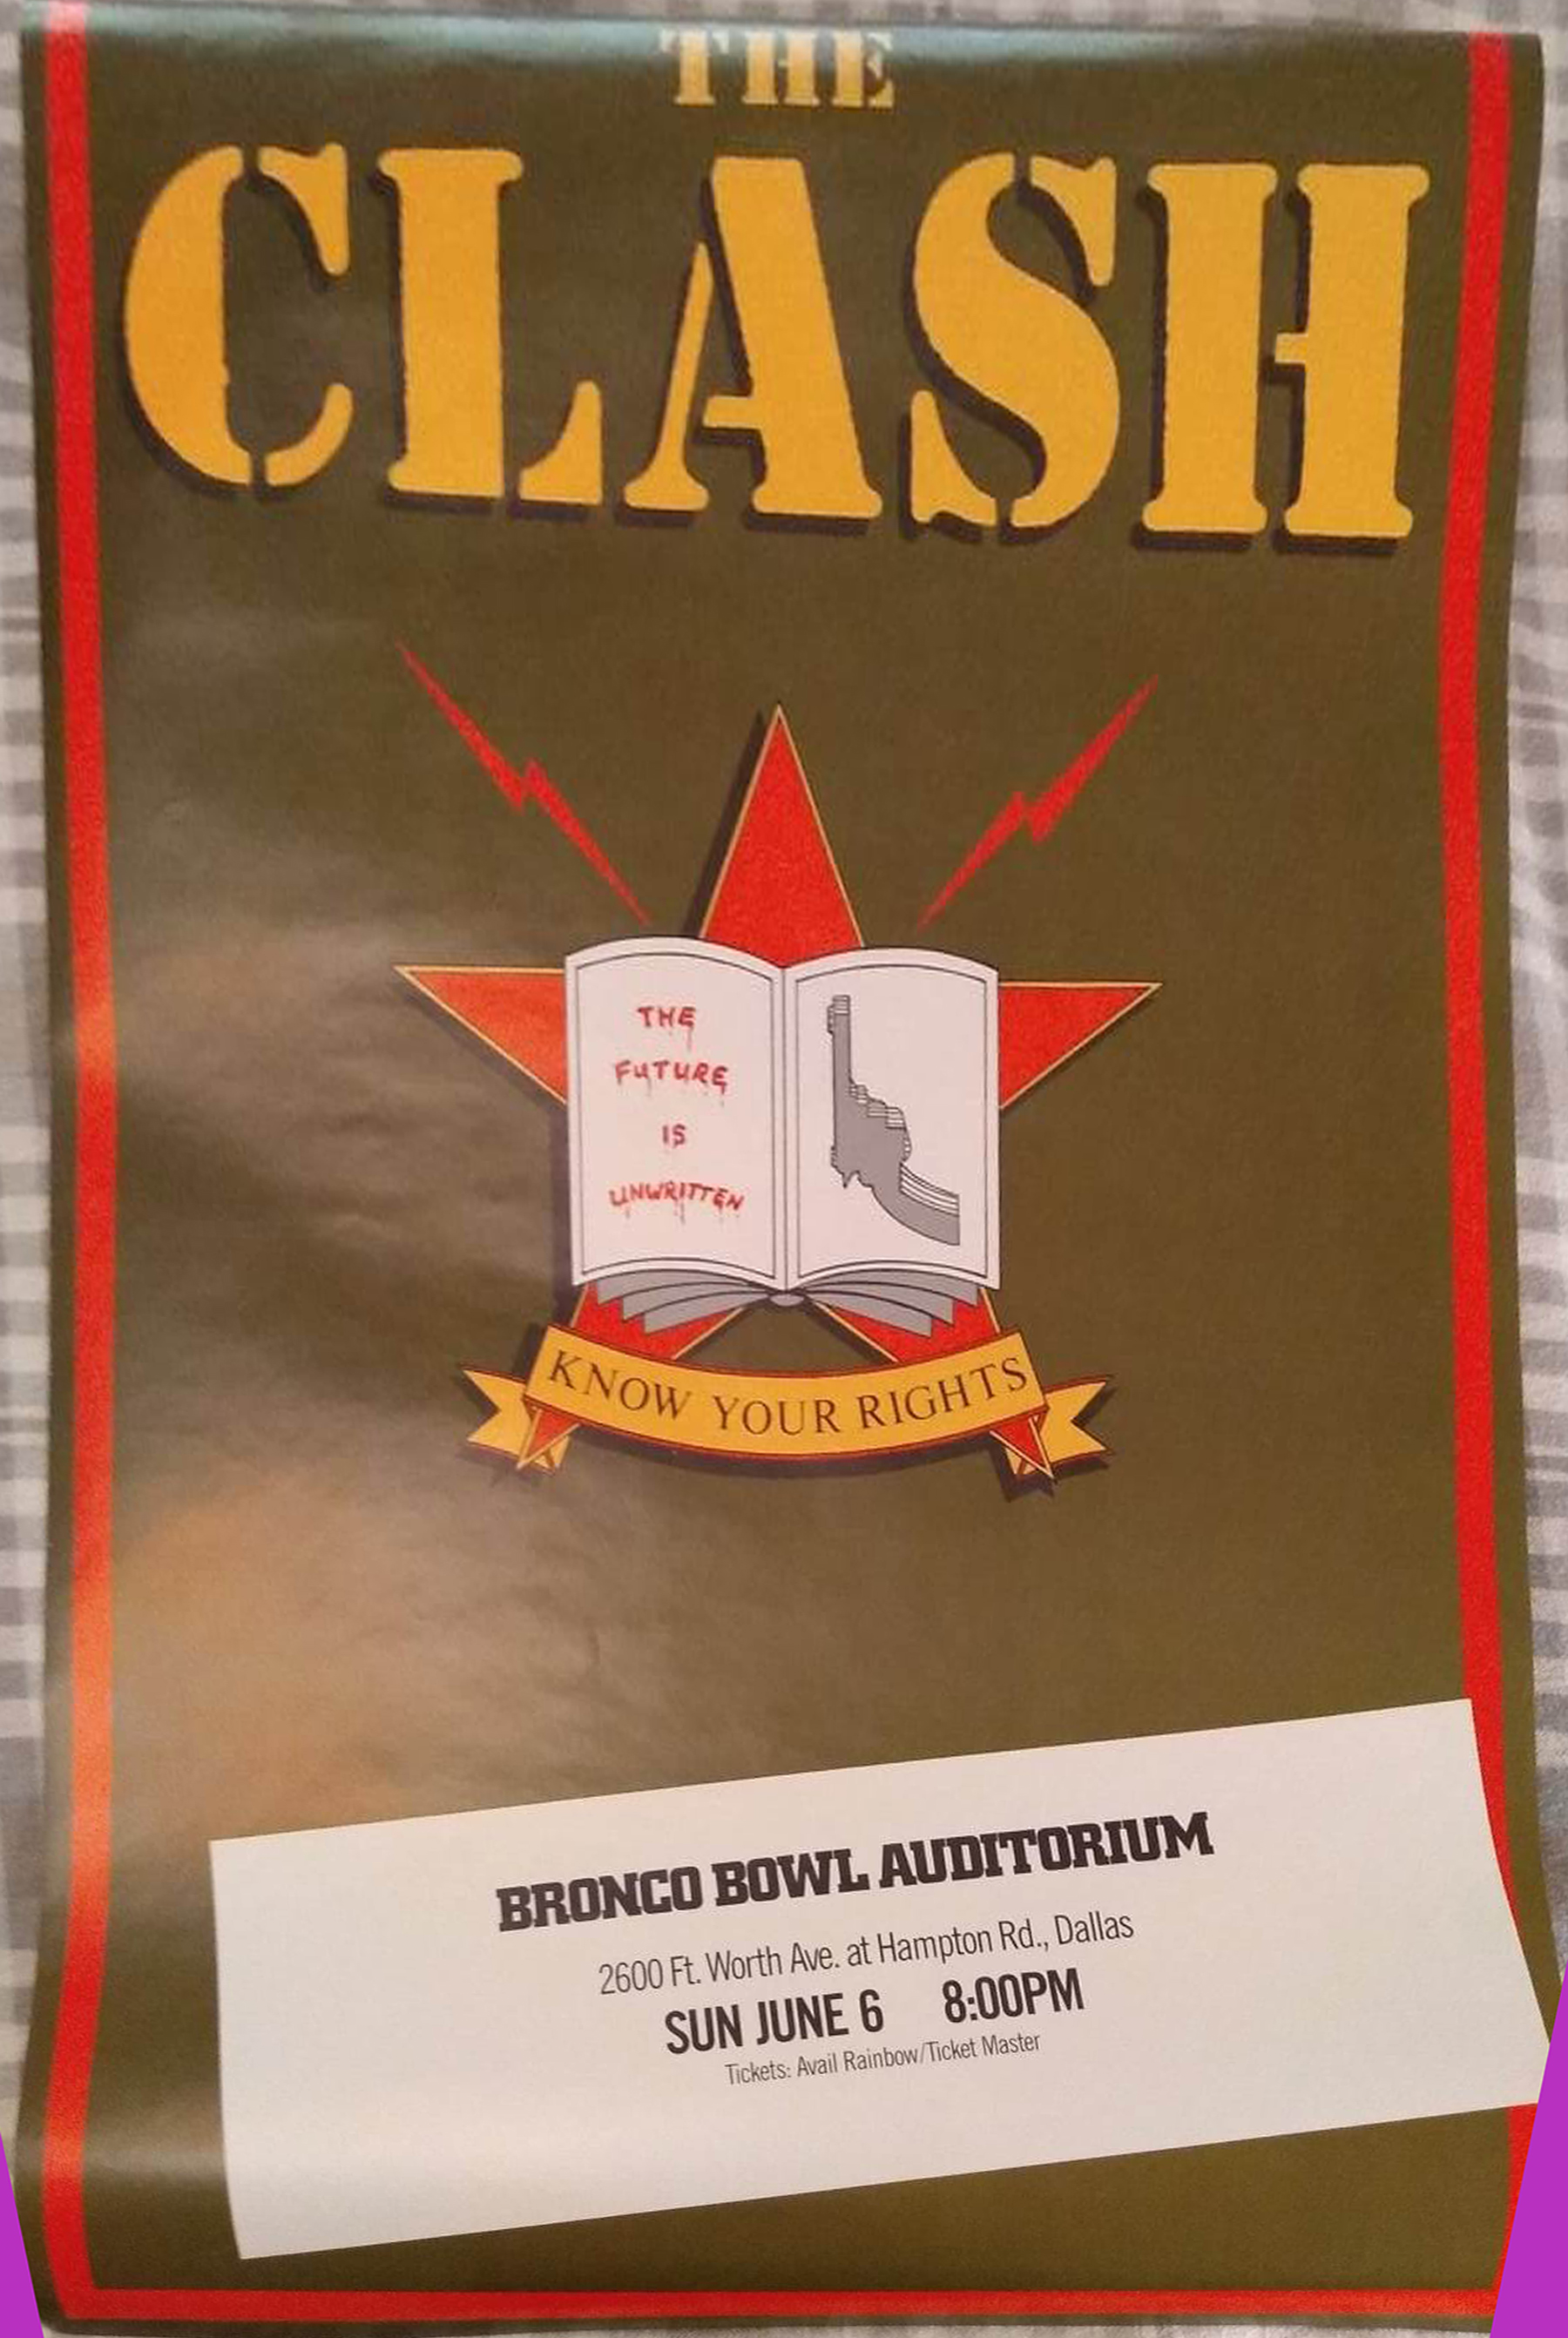 THE
CLASH
THE
FUTURE
IS
UNWRITTEN
KNOW YOUR RIGHTS
BRONCO BOWL AUDITORIUM
2600 Ft. Worth Ave. at Hampton Rd., Dallas
SUN JUNE 6 8:00PM
Tickets: Avail Rainbow/Ticket Master